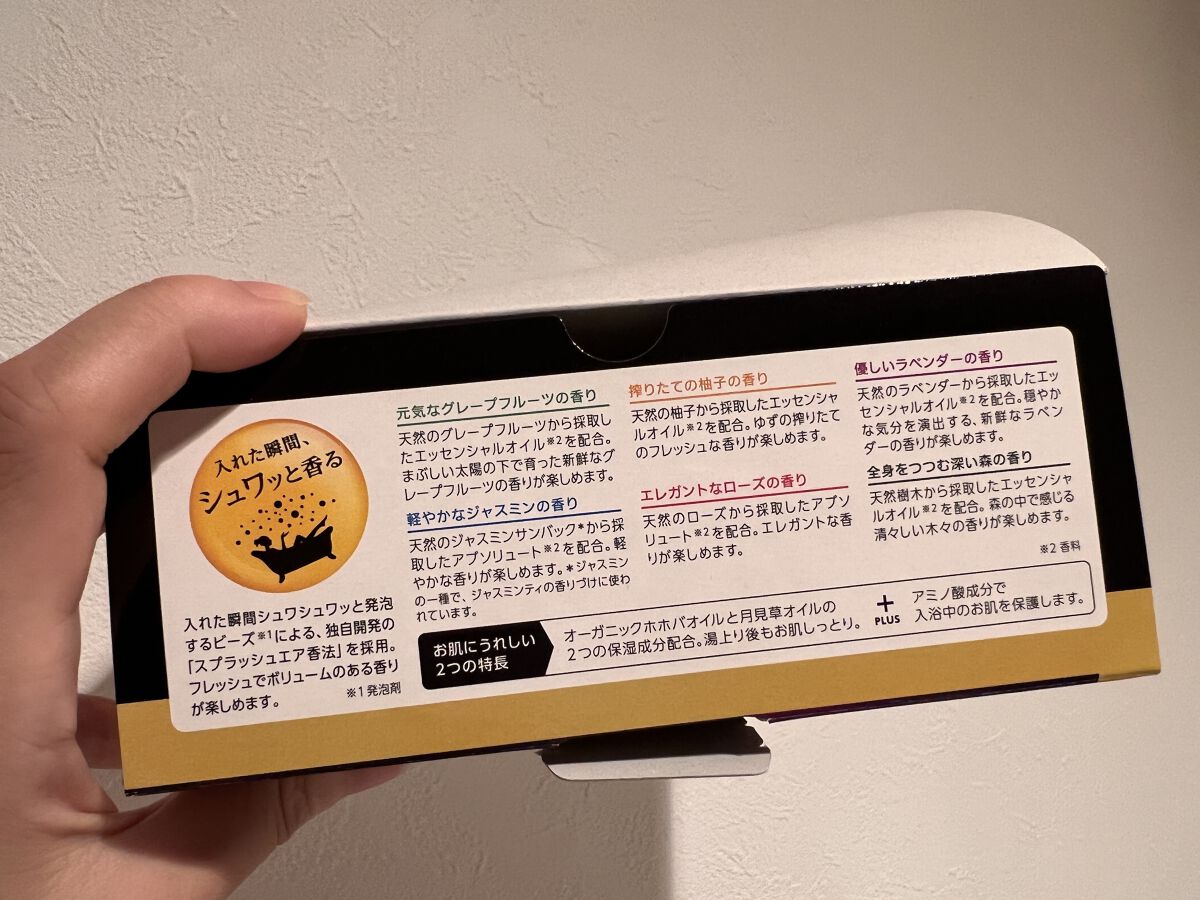 入れた瞬間、
シュワッと香る
入れた瞬間シュワシュワッと発泡
するビーズ※1による、独自開発の
「スプラッシュエア香法」を採用。
フレッシュでボリュームのある香り
が楽しめます。
※1発泡剤
元気なグレープフルーツの香り
天然のグレープフルーツから採取し
たエッセンシャルオイル※2を配合。
まぶしい太陽の下で育った新鮮なグ
レープフルーツの香りが楽しめます。
軽やかなジャスミンの香り
天然のジャスミンサンバック*から採
取したアブソリュート※2を配合。軽
やかな香りが楽しめます。*ジャスミン
の一種で、ジャスミンティの香りづけに使わ
れています。
搾りたての柚子の香り
天然の柚子から採取したエッセンシャ
ルオイル※2を配合。ゆずの搾りたて
のフレッシュな香りが楽しめます。
エレガントなローズの香り
天然のローズから採取したアブソ
リュート※2を配合。エレガントな香
りが楽しめます。
優しいラベンダーの香り
天然のラベンダーから採取したエッ
センシャルオイル※2を配合。穏やか
な気分を演出する、新鮮なラベン
ダーの香りが楽しめます。
全身をつつむ深い森の香り
天然樹木から採取したエッセンシャ
ルオイル※2を配合。森の中で感じる
清々しい木々の香りが楽しめます。
※2 香料
お肌にうれしい
2つの特長
オーガニックホホバオイルと月見草オイルの
2つの保湿成分配合。湯上り後もお肌しっとり。
+
PLUS
アミノ酸成分で
入浴中のお肌を保護します。